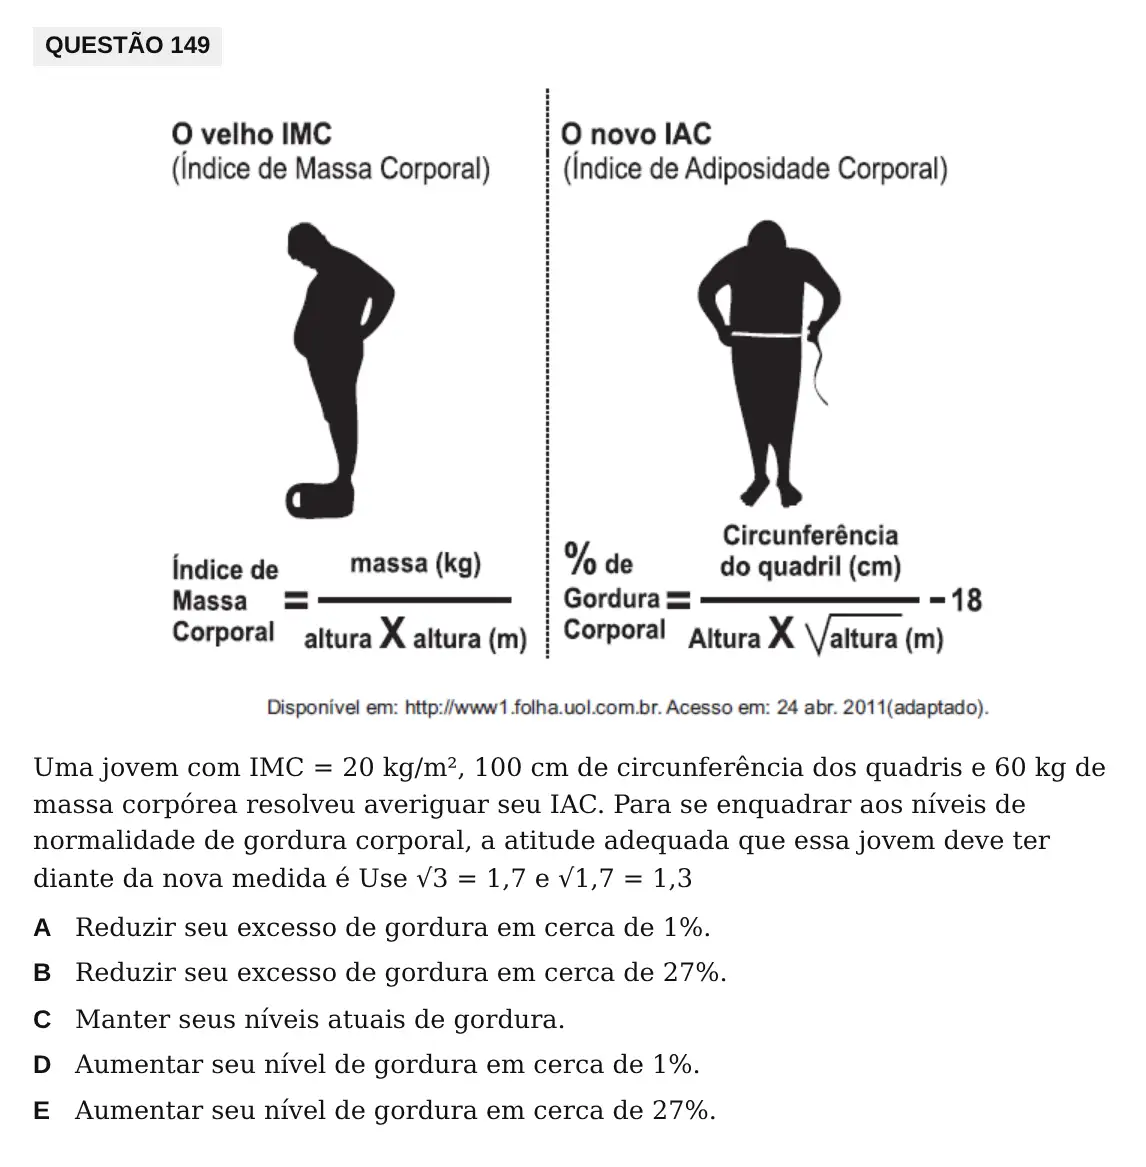 QUESTÃO 149
O velho IMC
(Índice de Massa Corporal)
Índice de
Massa
Corporal
=
massa (kg)
altura X altura (m)
O novo IAC
(Índice de Adiposidade Corporal)
% de
Gordura
Corporal
=
Circunferência
do quadril (cm)
Altura X √altura (m)
- 18
Disponível em: http://www1.folha.uol.com.br. Acesso em: 24 abr. 2011(adaptado).
Uma jovem com IMC = 20 kg/m², 100 cm de circunferência dos quadris e 60 kg de
massa corpórea resolveu averiguar seu IAC. Para se enquadrar aos níveis de
normalidade de gordura corporal, a atitude adequada que essa jovem deve ter
diante da nova medida é Use √3 = 1,7 e √1,7 = 1,3
A Reduzir seu excesso de gordura em cerca de 1%.
B Reduzir seu excesso de gordura em cerca de 27%.
C Manter seus níveis atuais de gordura.
D Aumentar seu nível de gordura em cerca de 1%.
E Aumentar seu nível de gordura em cerca de 27%.